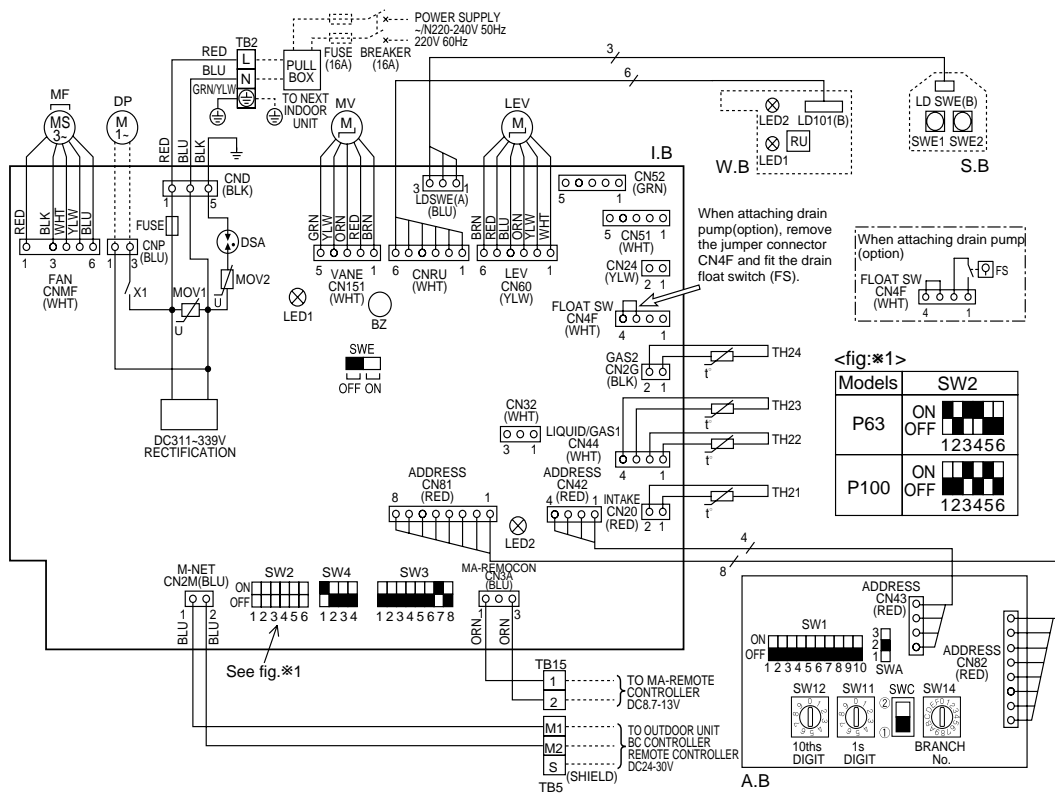 POWER SUPPLY
~/N220-240V 50Hz
220V 60Hz
FUSE
(16A)
BREAKER
(16A)
TB2
RED
L
BLU
N
GRN/YLW
PULL
BOX
TO NEXT
INDOOR
UNIT
MF
MS
3~
DP
M
1~
MV
M
LEV
M
3
6
LED2
LD101(B)
LED1
RU
W.B
LD SWE(B)
SWE1 SWE2
S.B
I.B
RED
BLU
BLK
CND
(BLK)
1 5
RED
BLK
WHT
YLW
BLU
1 3 6
FAN
CNMF
(WHT)
1 3
CNP
(BLU)
X1
FUSE
DSA
MOV1
U
MOV2
U
DC311~339V
RECTIFICATION
GRN
YLW
ORN
RED
BRN
5 1
VANE
CN151
(WHT)
LED1
BZ
SWE
OFF ON
3 1
LDSWE(A)
(BLU)
6 1
CNRU
(WHT)
BRN
RED
BLU
ORN
YLW
WHT
6 1
LEV
CN60
(YLW)
CN52
(GRN)
5 1
5 1
CN51
(WHT)
CN24
(YLW)
2 1
When attaching drain
pump(option), remove
the jumper connector
CN4F and fit the drain
float switch (FS).
FLOAT SW
CN4F
(WHT)
4 1
When attaching drain pump
(option)
FS
FLOAT SW
CN4F
(WHT)
4 1
GAS2
CN2G
(BLK)
2 1
t°
TH24
CN32
(WHT)
3 1
LIQUID/GAS1
CN44
(WHT)
4 1
t°
TH23
t°
TH22
INTAKE
CN20
(RED)
2 1
t°
TH21
<fig:※1>
Models SW2
P63
ON
OFF
123456
P100
ON
OFF
123456
ADDRESS
CN81
(RED)
8 1
LED2
ADDRESS
CN42
(RED)
4 1
4
8
M-NET
CN2M(BLU)
1 2
BLU
BLU
SW2
ON
OFF
1 2 3 4 5 6
See fig.※1
SW4
1 2 3 4
SW3
1 2 3 4 5 6 7 8
MA-REMOCON
CN3A
(BLU)
1 3
ORN
ORN
TB15
1
2
TO MA-REMOTE
CONTROLLER
DC8.7-13V
M1
M2
S
(SHIELD)
TB5
TO OUTDOOR UNIT
BC CONTROLLER
REMOTE CONTROLLER
DC24-30V
ADDRESS
CN43
(RED)
ADDRESS
CN82
(RED)
SW1
ON
OFF
1 2 3 4 5 6 7 8 9 10
3
2
1
SWA
SW12
10ths
DIGIT
SW11
1s
DIGIT
SWC
②
①
SW14
BRANCH
No.
A.B